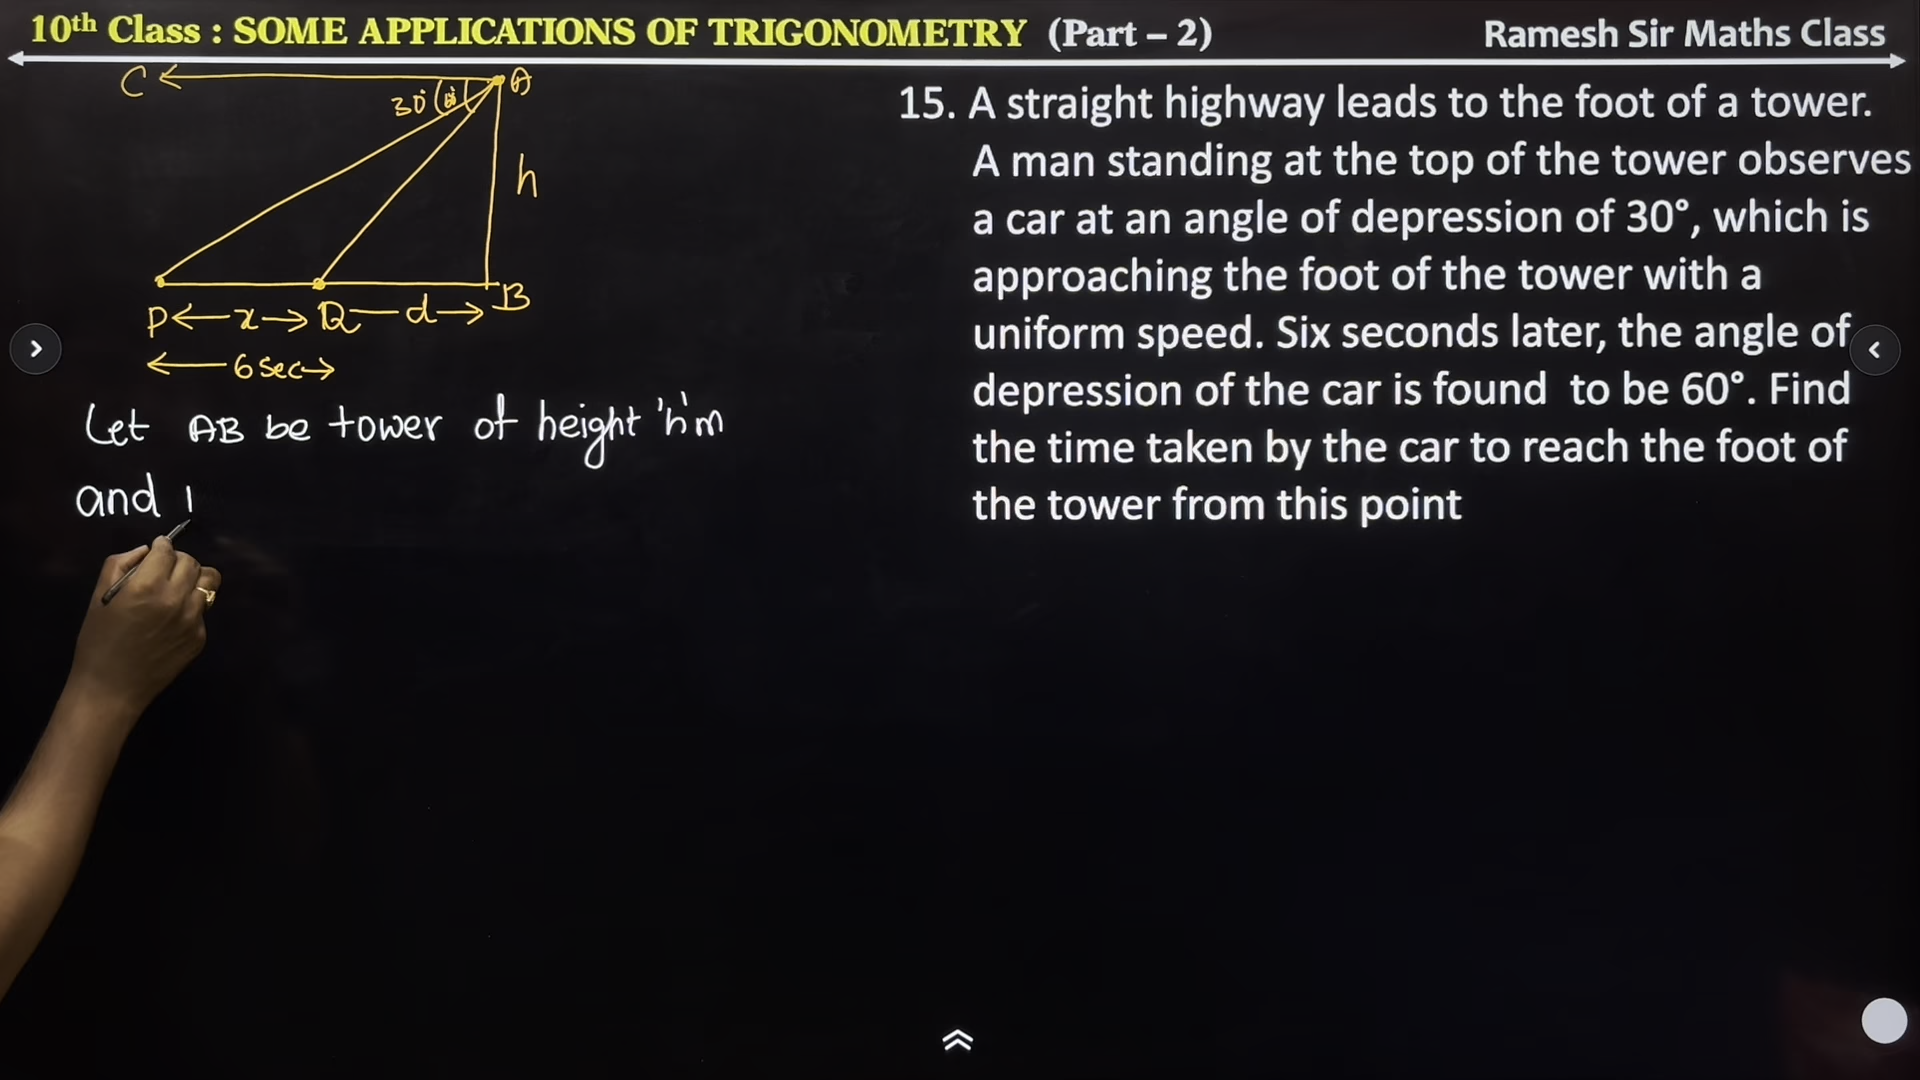 10th Class : SOME APPLICATIONS OF TRIGONOMETRY (Part – 2)
Ramesh Sir Maths Class
C
A
30°
h
P
x
Q
d
B
6 sec
Let AB be tower of height 'h' m
and
15. A straight highway leads to the foot of a tower.
A man standing at the top of the tower observes
a car at an angle of depression of 30°, which is
approaching the foot of the tower with a
uniform speed. Six seconds later, the angle of
depression of the car is found to be 60°. Find
the time taken by the car to reach the foot of
the tower from this point